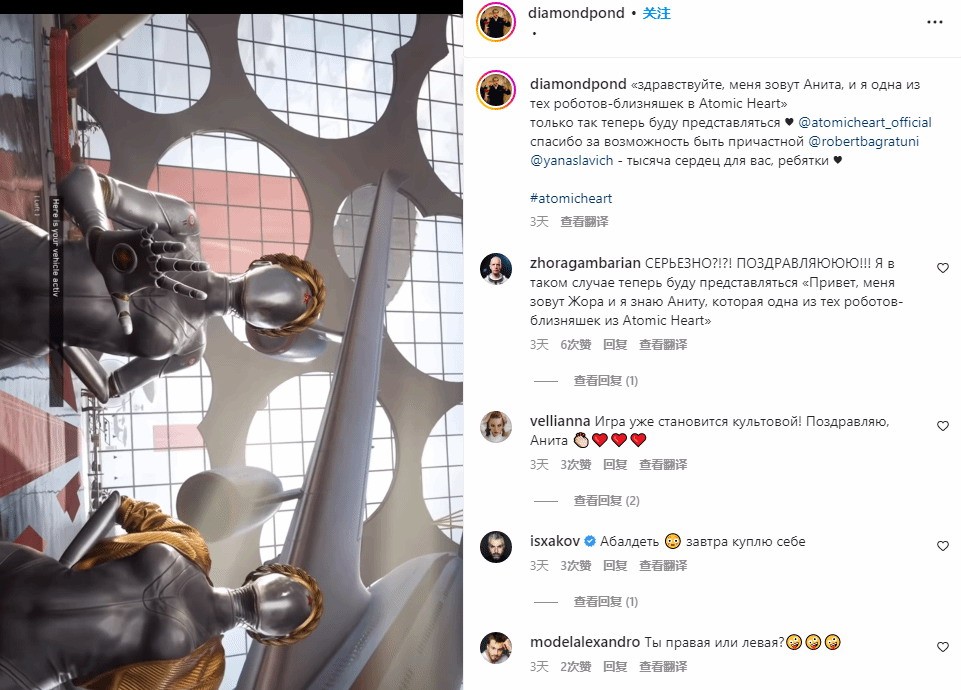 diamondpond • 关注
•
diamondpond «здравствуйте, меня зовут Анита, и я одна из
тех роботов-близняшек в Atomic Heart»
только так теперь буду представляться ♥ @atomicheart_official
спасибо за возможность быть причастной @robertbagratuni
@yanaslavich - тысяча сердец для вас, ребятки ♥
#atomicheart
3天 查看翻译
zhoragambarian СЕРЬЕЗНО?!?! ПОЗДРАВЛЯЮЮЮ!!! Я в
таком случае теперь буду представляться «Привет, меня
зовут Жора и я знаю Аниту, которая одна из тех роботов-
близняшек из Atomic Heart»
3天 6次赞 回复 查看翻译
查看回复 (1)
vellianna Игра уже становится культовой! Поздравляю,
Анита 👏❤️❤️❤️
3天 3次赞 回复 查看翻译
查看回复 (2)
isxakov Абалдеть 😳 завтра куплю себе
3天 3次赞 回复 查看翻译
查看回复 (1)
modelalexandro Ты правая или левая?🤪🤪🤪
3天 2次赞 回复 查看翻译
Here is your vehicle activ